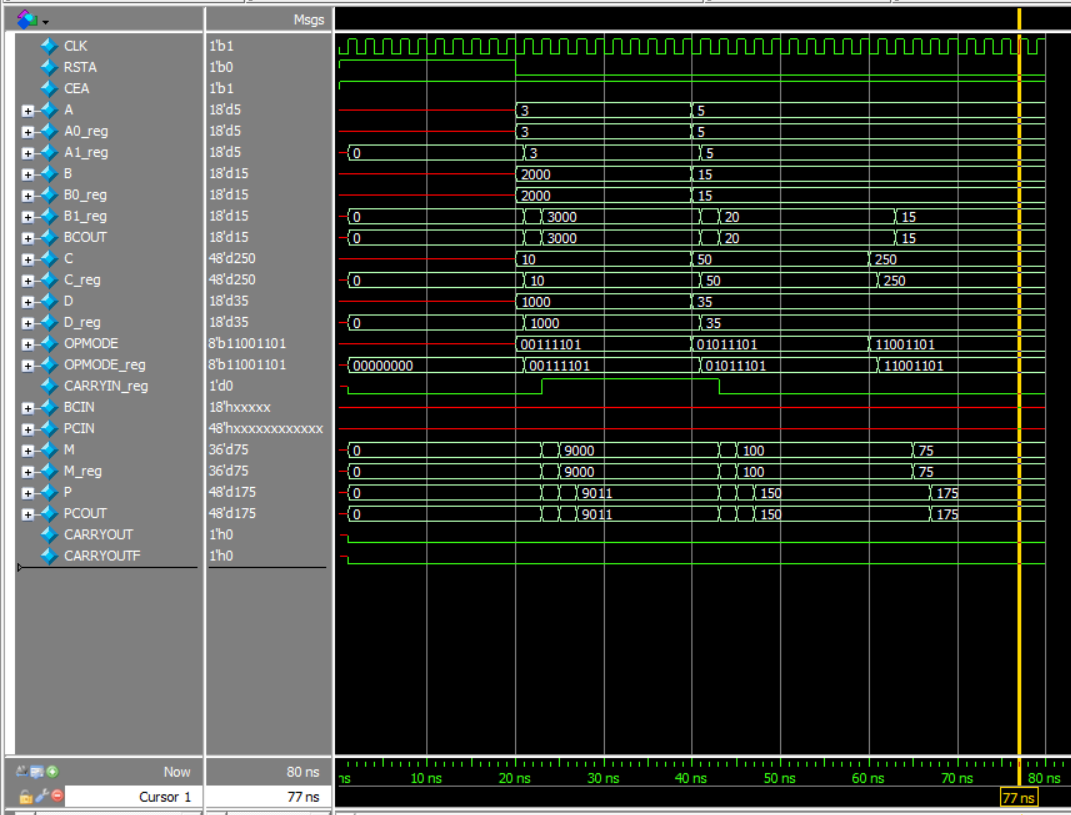 Msgs
CLK 1'b1
RSTA 1'b0
CEA 1'b1
A 18'd5 3 5
A0_reg 18'd5 3 5
A1_reg 18'd5 0 3 5
B 18'd15 2000 15
B0_reg 18'd15 2000 15
B1_reg 18'd15 0 3000 20 15
BCOUT 18'd15 0 3000 20 15
C 48'd250 10 50 250
C_reg 48'd250 0 10 50 250
D 18'd35 1000 35
D_reg 18'd35 0 1000 35
OPMODE 8'b11001101 00111101 01011101 11001101
OPMODE_reg 8'b11001101 00000000 00111101 01011101 11001101
CARRYIN_reg 1'd0
BCIN 18'hxxxxx
PCIN 48'hxxxxxxxxxxxx
M 36'd75 0 9000 100 75
M_reg 36'd75 0 9000 100 75
P 48'd175 0 9011 150 175
PCOUT 48'd175 0 9011 150 175
CARRYOUT 1'h0
CARRYOUTF 1'h0
Now 80 ns ns 10 ns 20 ns 30 ns 40 ns 50 ns 60 ns 70 ns 80 ns
Cursor 1 77 ns 77 ns